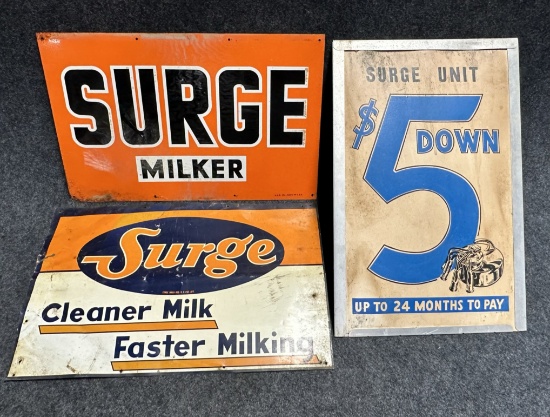 SURGE
MILKER
Surge
Cleaner Milk
Faster Milking
SURGE UNIT
$5 DOWN
UP TO 24 MONTHS TO PAY